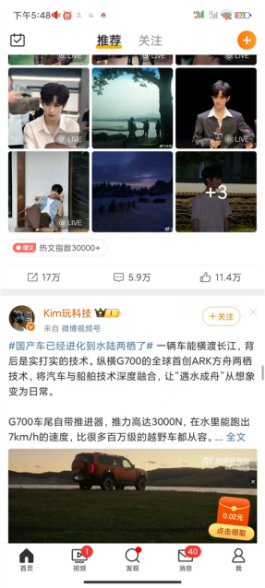 下午5:48
推荐 关注
LIVE
LIVE
LIVE
+3
爆文 热文指数30000+
17万 5.9万 11.4万
Kim玩科技
来自 微博视频号
+关注
#国产车已经进化到水陆两栖了# 一辆车能横渡长江,背
后是实打实的技术。纵横G700的全球首创ARK方舟两栖
技术,将汽车与船舶技术深度融合,让“遇水成舟”从想象
变为日常。
G700车尾自带推进器,推力高达3000N,在水里能跑出
7km/h的速度,比很多百万级的越野车都从容。... 全文
0.02元
点击领取
1
40
首页 视频 发现 消息 我